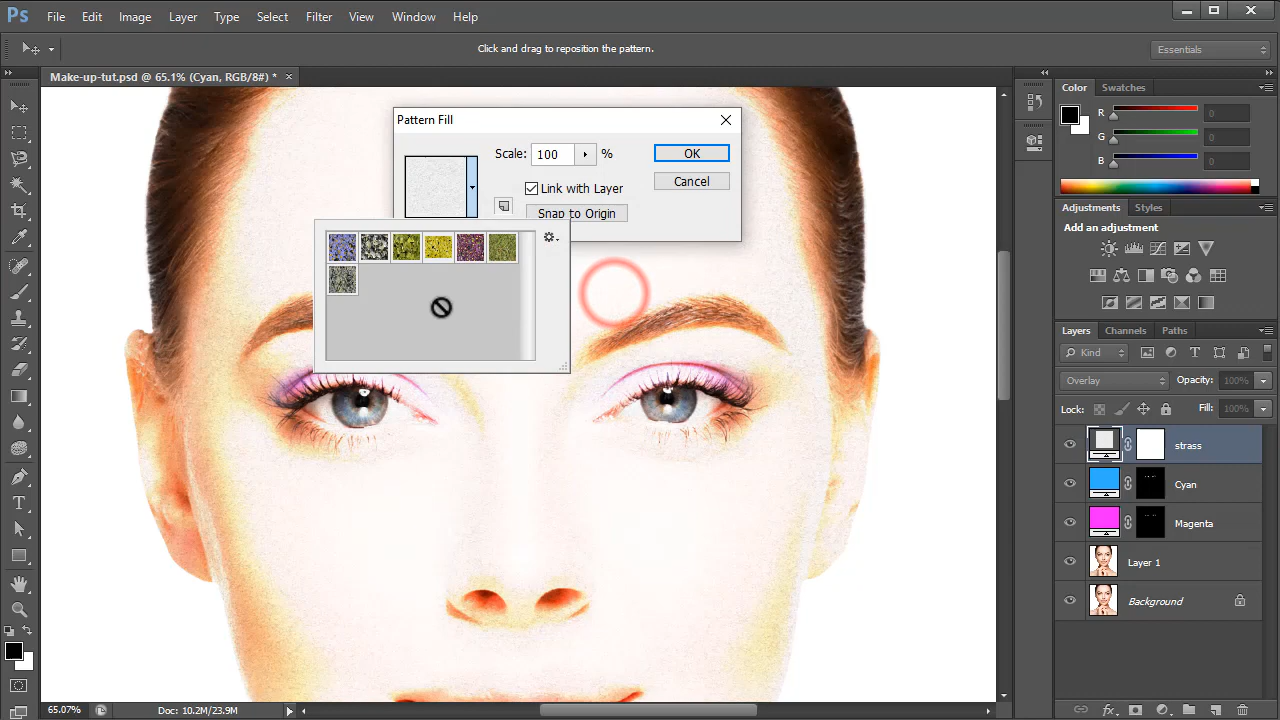 Ps File Edit Image Layer Type Select Filter View Window Help
Click and drag to reposition the pattern.
Essentials
Make-up-tut.psd @ 65.1% (Cyan, RGB/8#) *
Color Swatches
R 0
G 0
B 0
Pattern Fill
Scale: 100 %
OK
Link with Layer
Cancel
Snap to Origin
Adjustments Styles
Layers Channels Paths
Kind
Overlay Opacity: 100%
Lock: Fill: 100%
strass
Cyan
Magenta
Layer 1
Background
65.07% Doc: 10.2M/23.9M